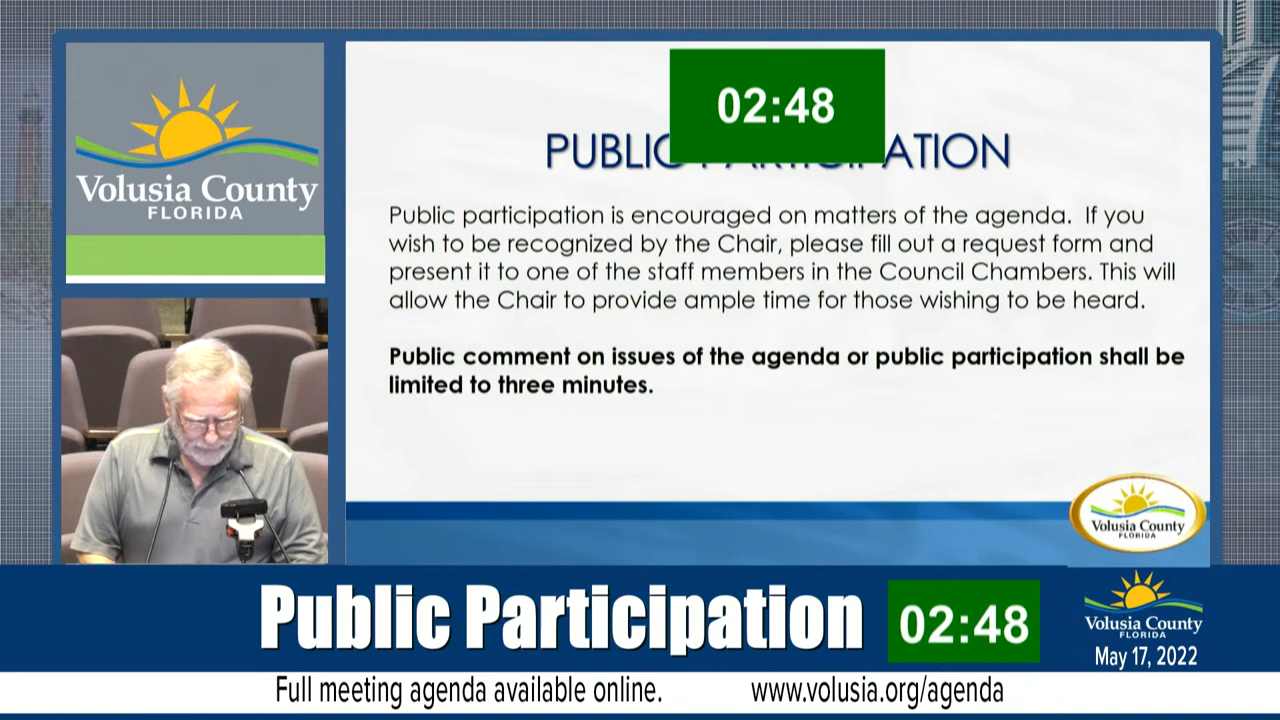 Volusia County
FLORIDA
02:48
PUBLIC PARTICIPATION
Public participation is encouraged on matters of the agenda. If you
wish to be recognized by the Chair, please fill out a request form and
present it to one of the staff members in the Council Chambers. This will
allow the Chair to provide ample time for those wishing to be heard.
Public comment on issues of the agenda or public participation shall be
limited to three minutes.
Volusia County
FLORIDA
Public Participation
02:48
Volusia County
FLORIDA
May 17, 2022
Full meeting agenda available online. www.volusia.org/agenda